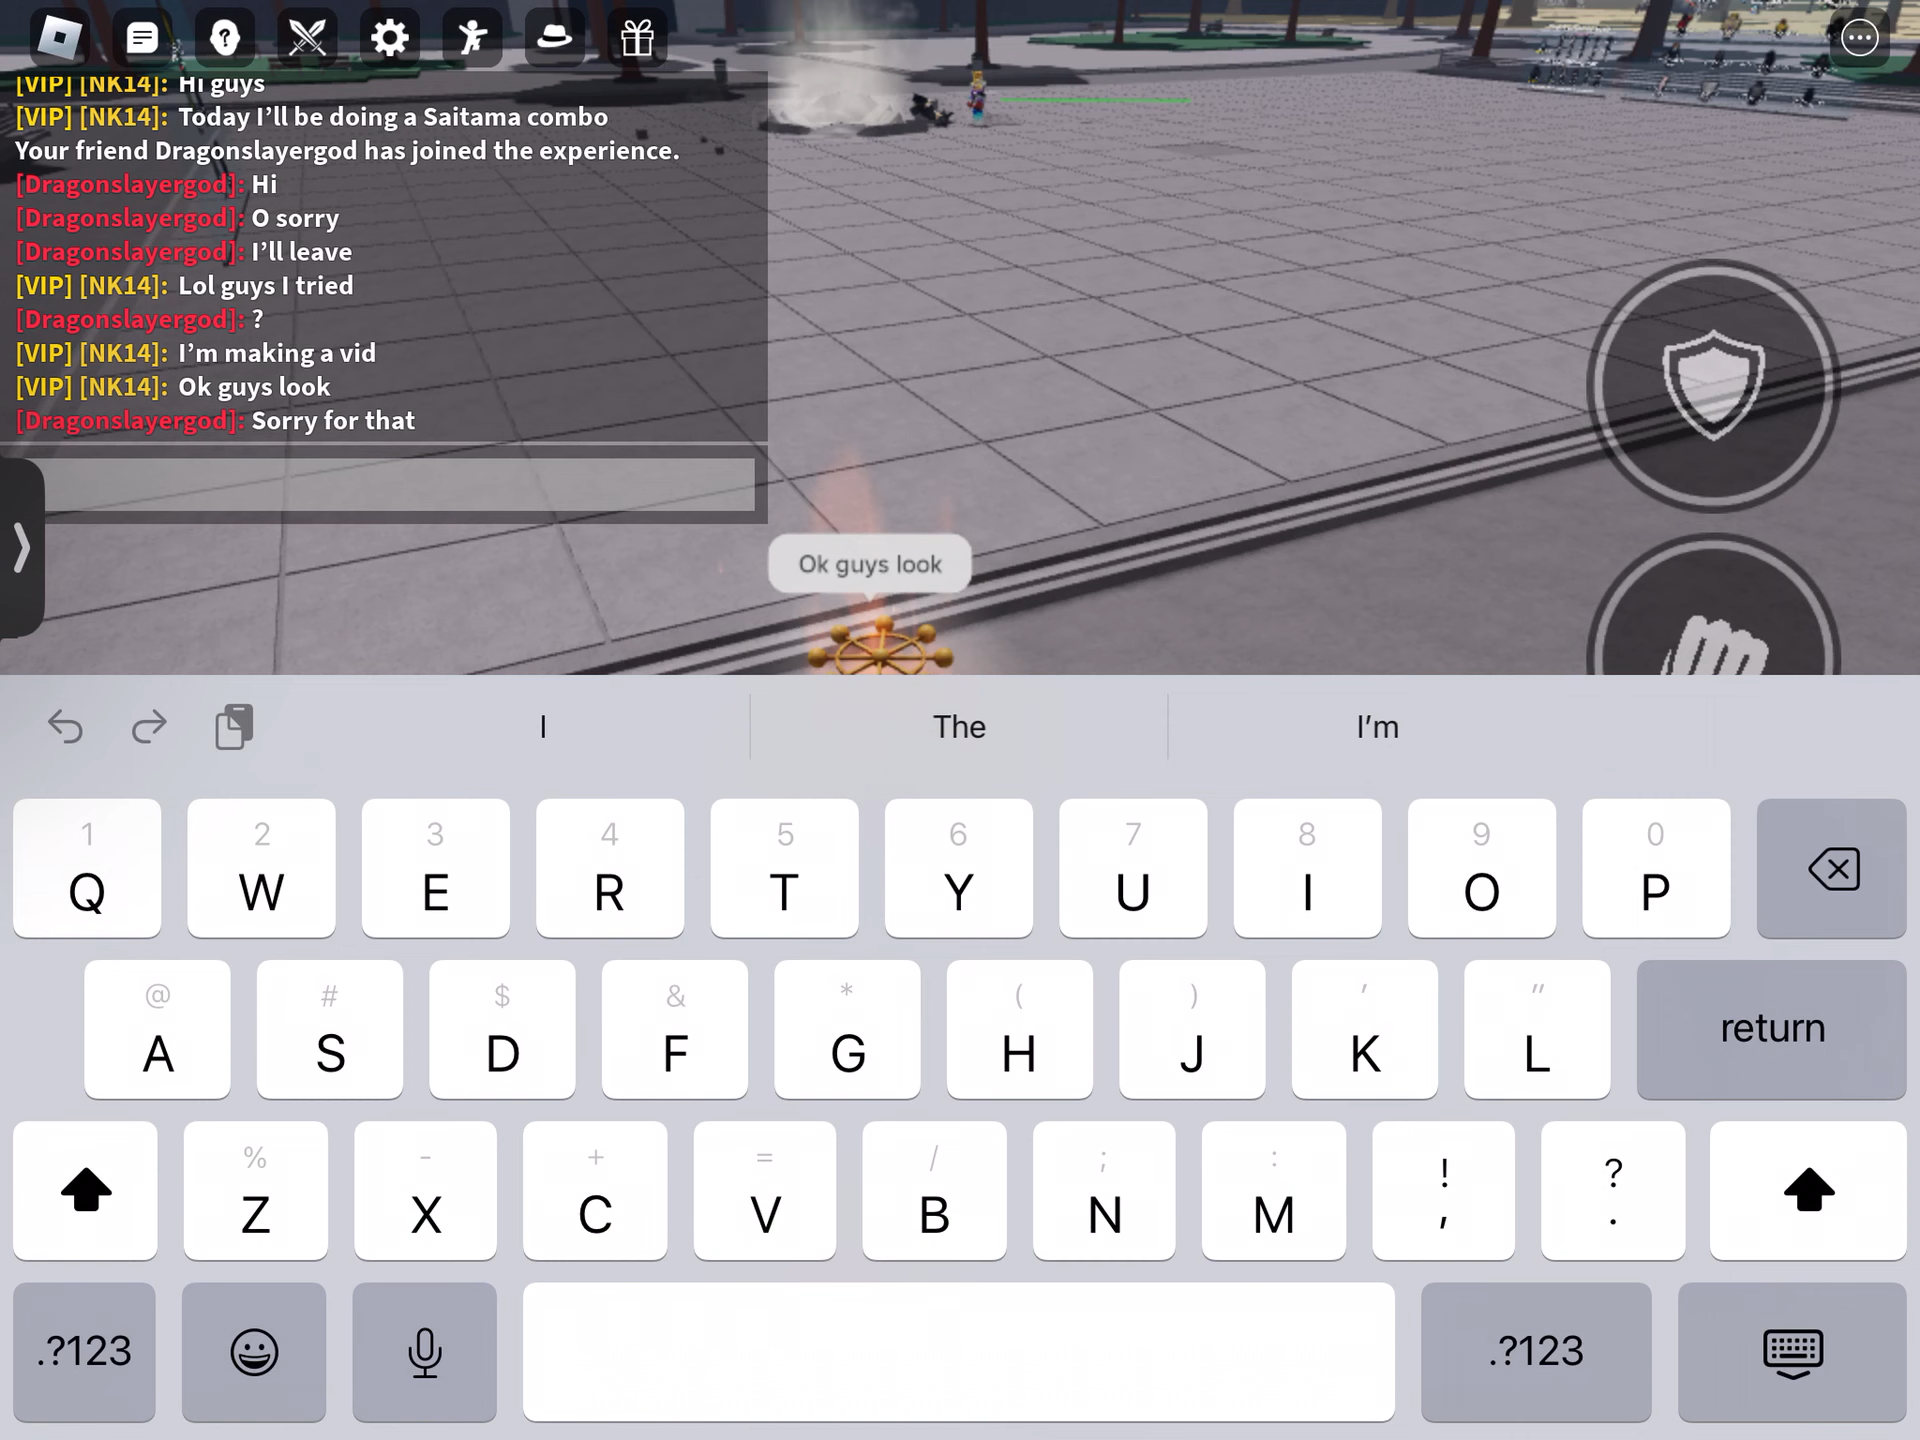 [VIP] [NK14]: Hi guys
[VIP] [NK14]: Today I’ll be doing a Saitama combo
Your friend Dragonslayergod has joined the experience.
[Dragonslayergod]: Hi
[Dragonslayergod]: O sorry
[Dragonslayergod]: I’ll leave
[VIP] [NK14]: Lol guys I tried
[Dragonslayergod]: ?
[VIP] [NK14]: I’m making a vid
[VIP] [NK14]: Ok guys look
[Dragonslayergod]: Sorry for that
Ok guys look
I The I’m
1 2 3 4 5 6 7 8 9 0
Q W E R T Y U I O P
@ # $ & * ( ) ' "
A S D F G H J K L return
% - + = / ; : ! ?
Z X C V B N M , .
.?123 .?123